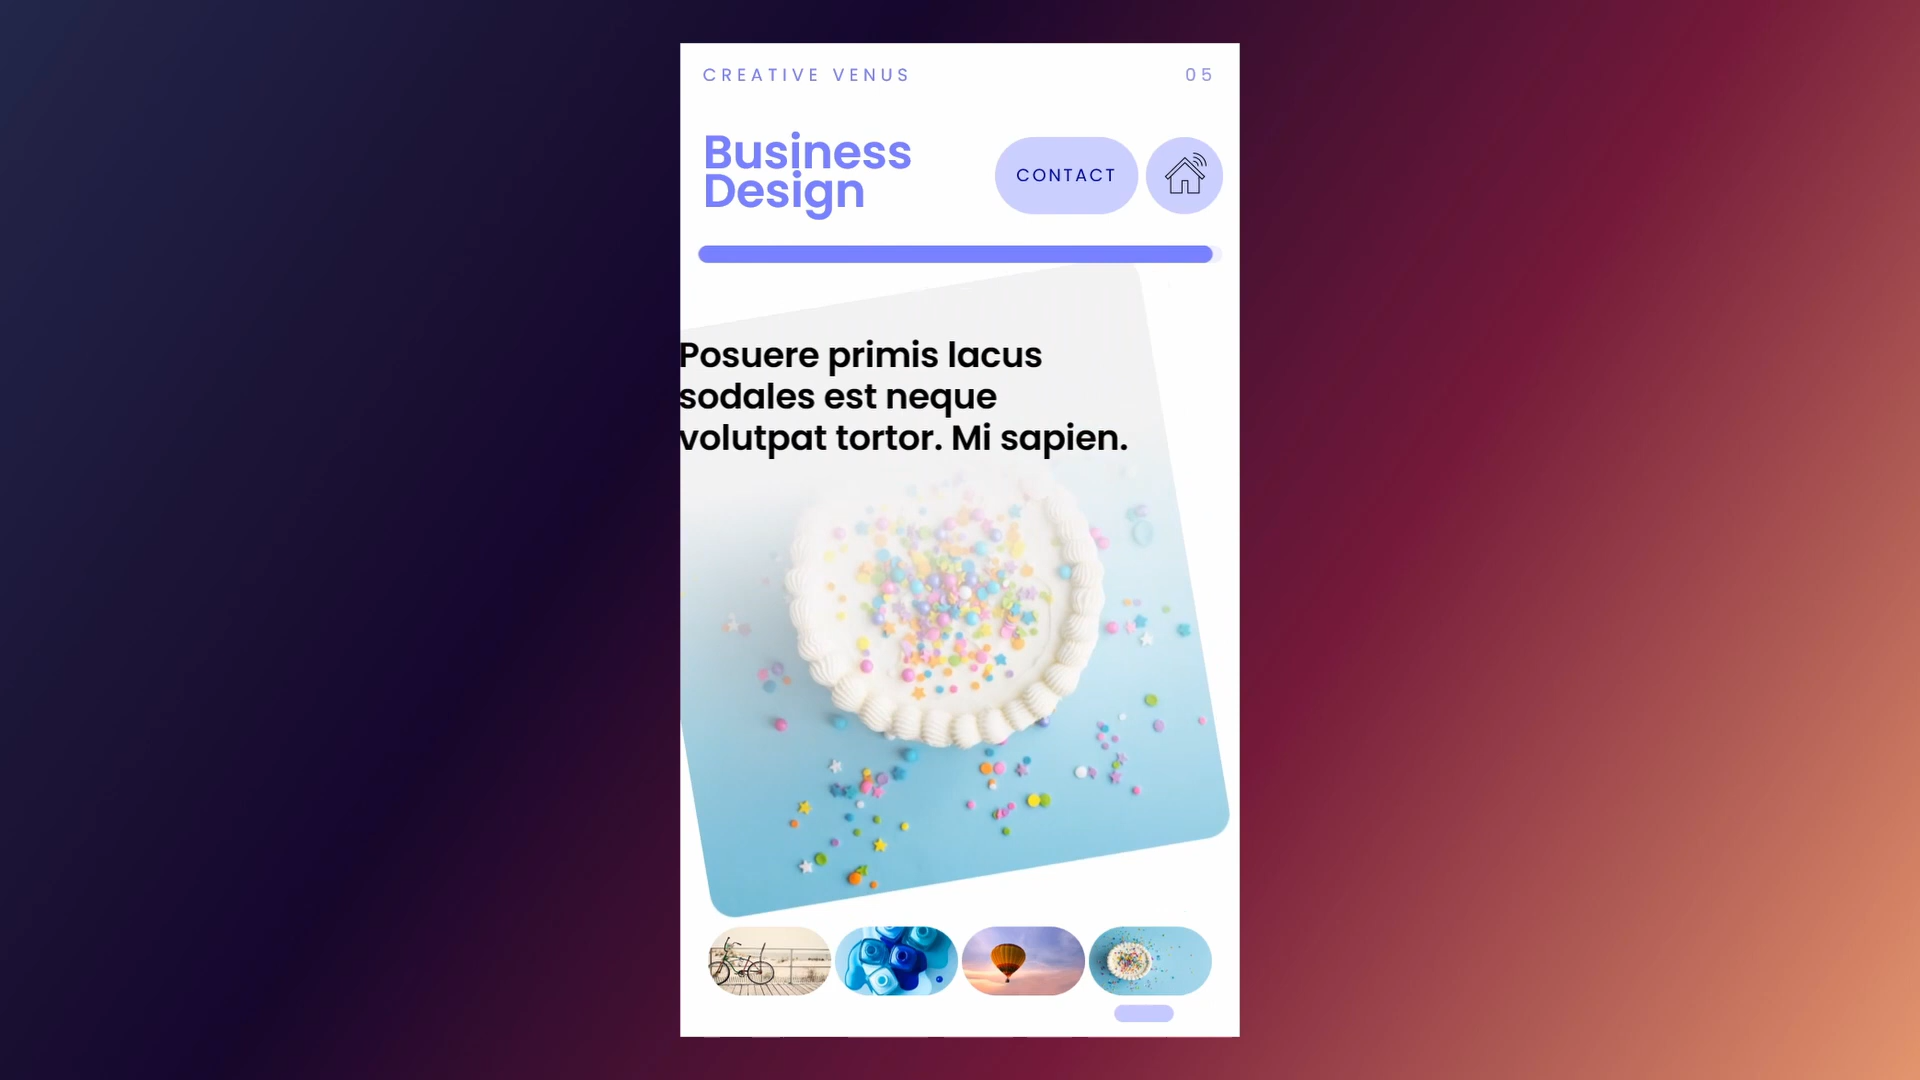 CREATIVE VENUS
05
Business
Design
CONTACT
Posuere primis lacus
sodales est neque
volutpat tortor. Mi sapien.